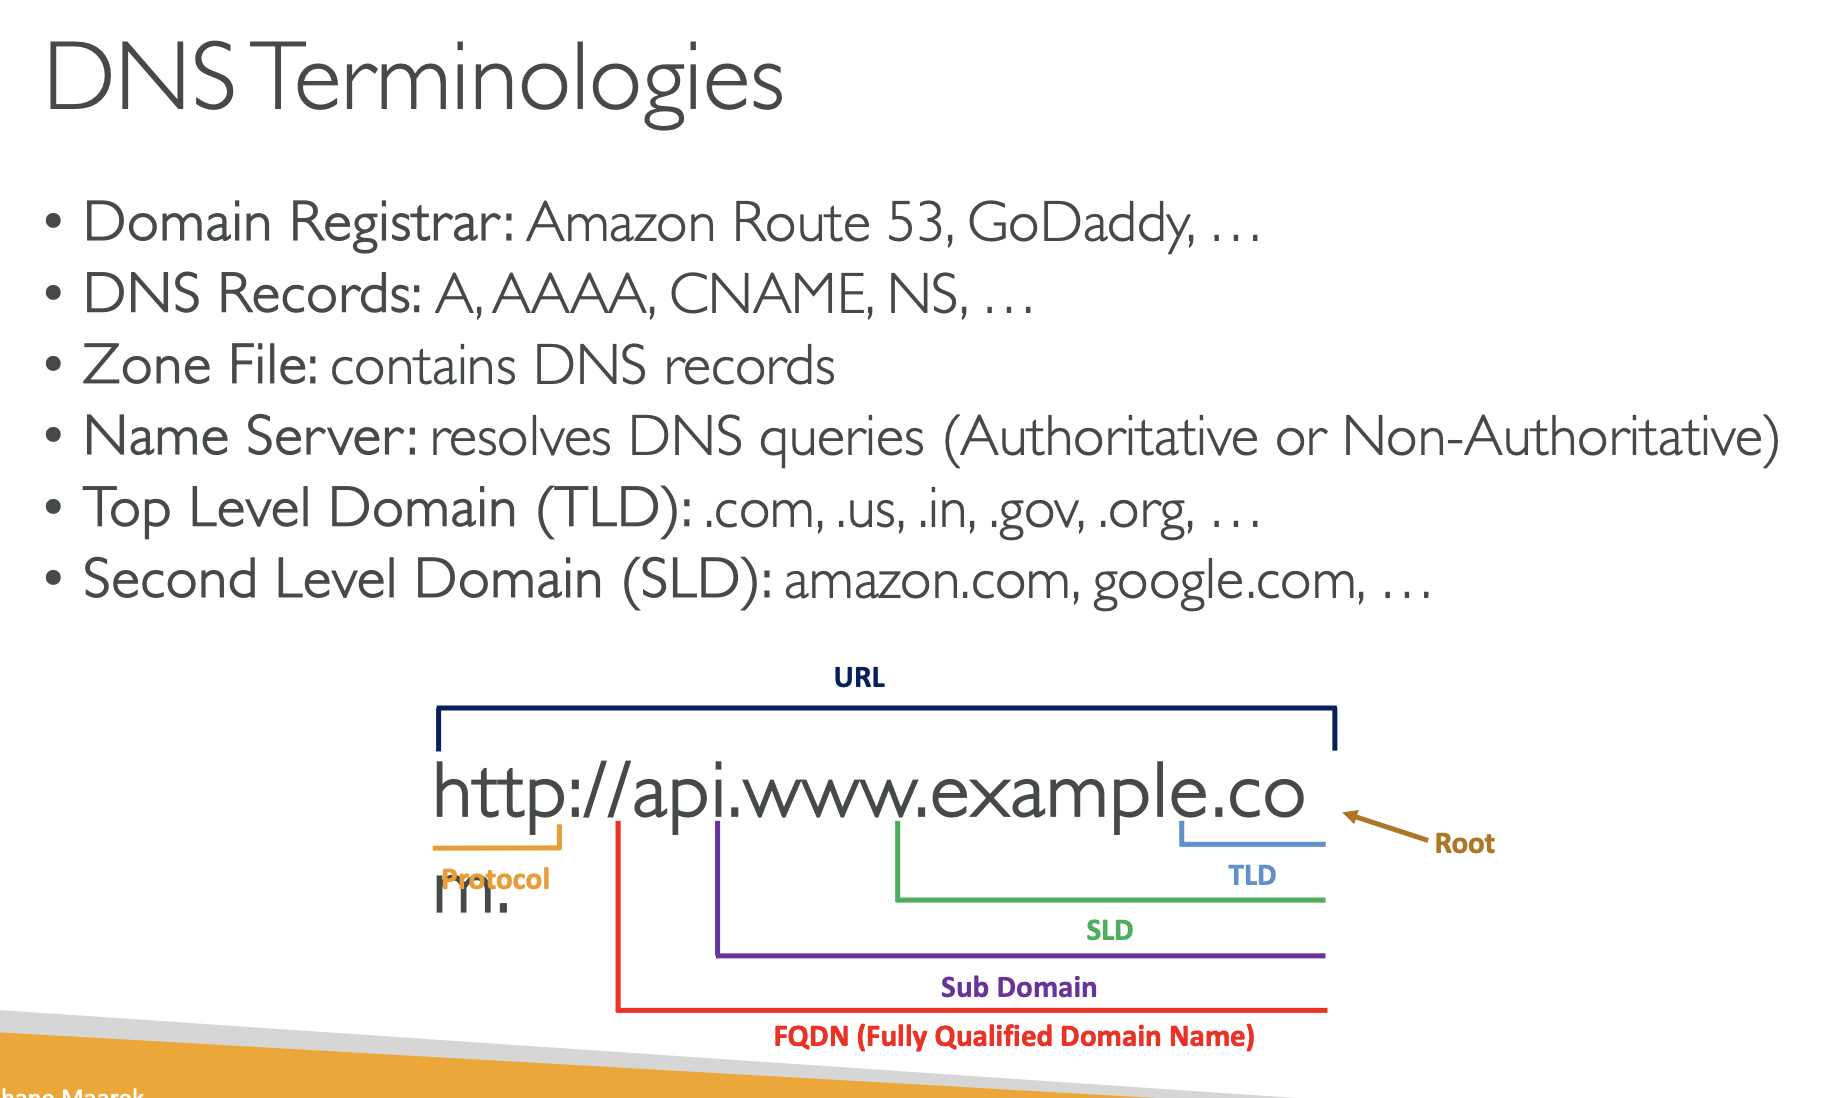 DNS Terminologies
• Domain Registrar: Amazon Route 53, GoDaddy, …
• DNS Records: A, AAAA, CNAME, NS, …
• Zone File: contains DNS records
• Name Server: resolves DNS queries (Authoritative or Non-Authoritative)
• Top Level Domain (TLD): .com, .us, .in, .gov, .org, …
• Second Level Domain (SLD): amazon.com, google.com, …
URL
http://api.www.example.co
m.
Protocol
Root
TLD
SLD
Sub Domain
FQDN (Fully Qualified Domain Name)
Maarek